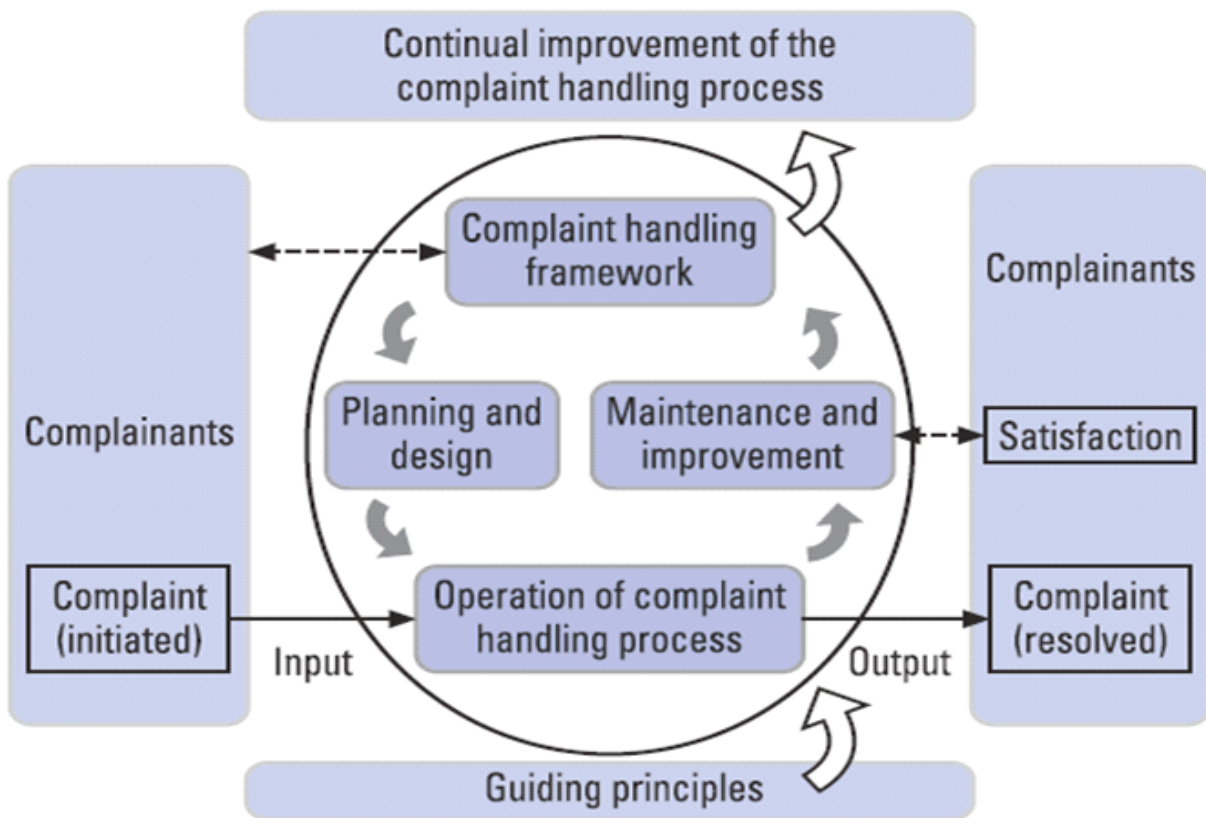 Continual improvement of the
complaint handling process
Complainants
Complaint
(initiated)
Input
Complaint handling
framework
Planning and
design
Maintenance and
improvement
Operation of complaint
handling process
Output
Complainants
Satisfaction
Complaint
(resolved)
Guiding principles